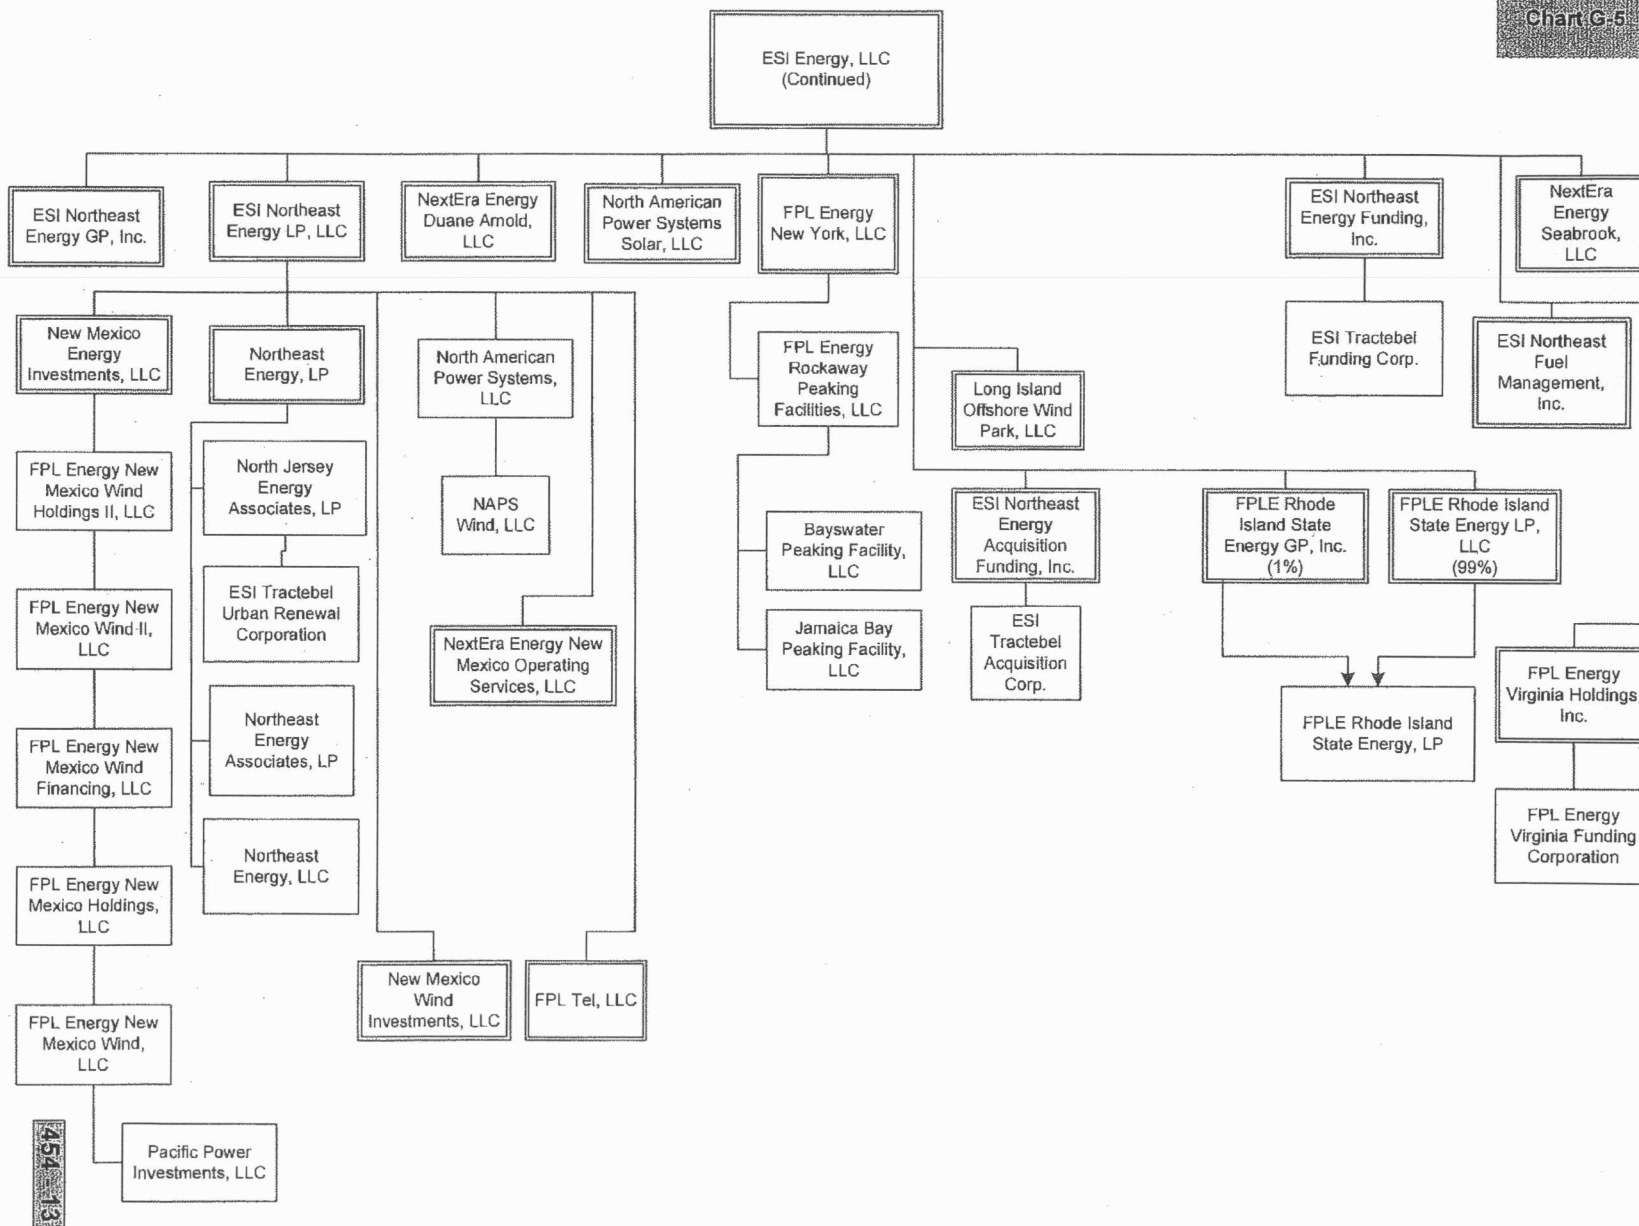 Chart G-5
ESI Energy, LLC
(Continued)
ESI Northeast
Energy GP, Inc.
ESI Northeast
Energy LP, LLC
NextEra Energy
Duane Arnold,
LLC
North American
Power Systems
Solar, LLC
FPL Energy
New York, LLC
ESI Northeast
Energy Funding,
Inc.
NextEra
Energy
Seabrook,
LLC
New Mexico
Energy
Investments, LLC
Northeast
Energy, LP
North American
Power Systems,
LLC
FPL Energy
Rockaway
Peaking
Facilities, LLC
Long Island
Offshore Wind
Park, LLC
ESI Tractebel
Funding Corp.
ESI Northeast
Fuel
Management,
Inc.
FPL Energy New
Mexico Wind
Holdings II, LLC
North Jersey
Energy
Associates, LP
NAPS
Wind, LLC
Bayswater
Peaking Facility,
LLC
ESI Northeast
Energy
Acquisition
Funding, Inc.
FPLE Rhode
Island State
Energy GP, Inc.
(1%)
FPLE Rhode Island
State Energy LP,
LLC
(99%)
FPL Energy New
Mexico Wind II,
LLC
ESI Tractebel
Urban Renewal
Corporation
NextEra Energy New
Mexico Operating
Services, LLC
Jamaica Bay
Peaking Facility,
LLC
ESI
Tractebel
Acquisition
Corp.
FPLE Rhode Island
State Energy, LP
FPL Energy
Virginia Holdings
Inc.
FPL Energy New
Mexico Wind
Financing, LLC
Northeast
Energy
Associates, LP
FPL Energy
Virginia Funding
Corporation
FPL Energy New
Mexico Holdings,
LLC
Northeast
Energy, LLC
New Mexico
Wind
Investments, LLC
FPL Tel, LLC
FPL Energy New
Mexico Wind,
LLC
Pacific Power
Investments, LLC
454-13